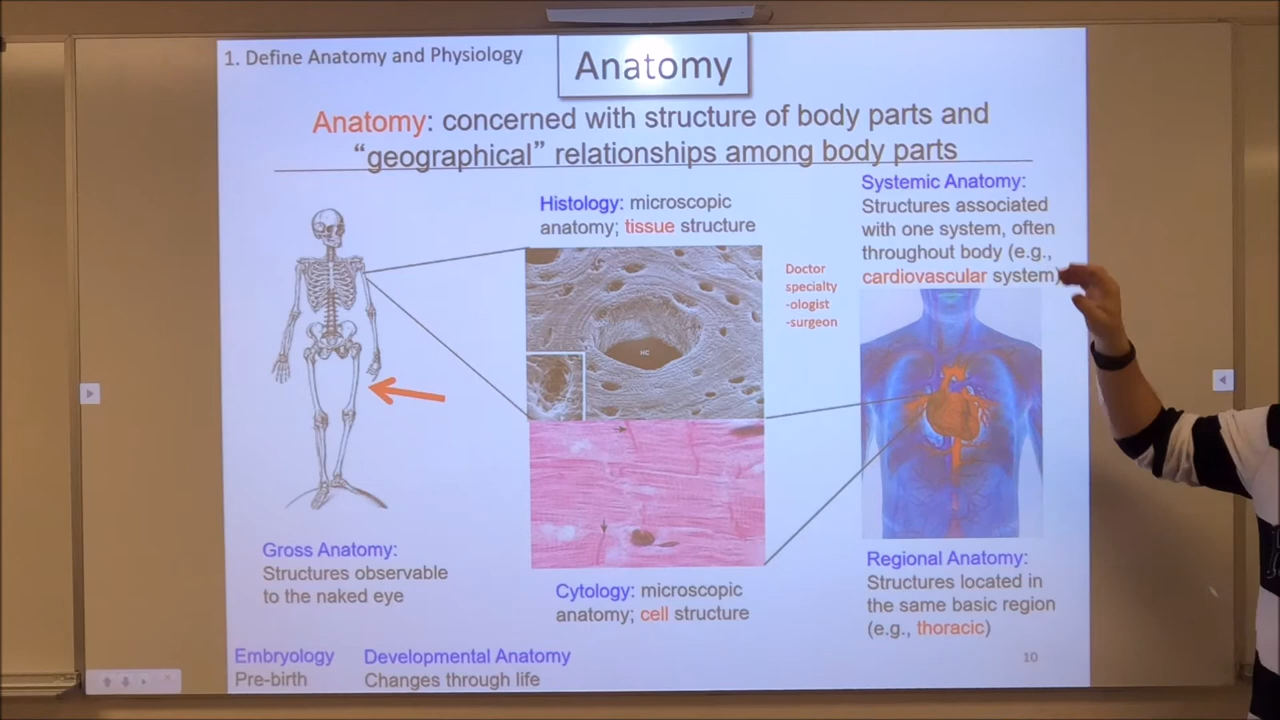 1. Define Anatomy and Physiology
Anatomy
Anatomy: concerned with structure of body parts and
“geographical” relationships among body parts
Histology: microscopic
anatomy; tissue structure
Systemic Anatomy:
Structures associated
with one system, often
throughout body (e.g.,
cardiovascular system)
Doctor
specialty
-ologist
-surgeon
HC
Gross Anatomy:
Structures observable
to the naked eye
Cytology: microscopic
anatomy; cell structure
Regional Anatomy:
Structures located in
the same basic region
(e.g., thoracic)
Embryology
Pre-birth
Developmental Anatomy
Changes through life
10